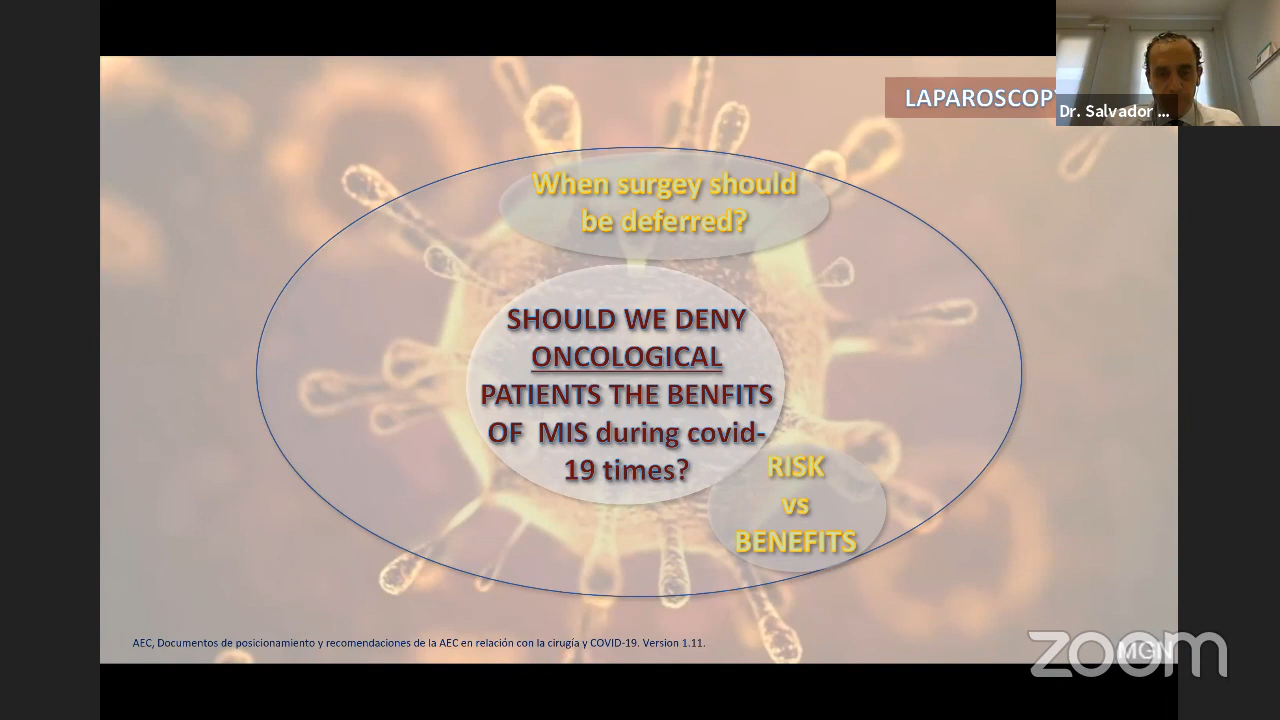 LAPAROSCOP
Dr. Salvador ...
When surgey should
be deferred?
SHOULD WE DENY
ONCOLOGICAL
PATIENTS THE BENFITS
OF MIS during covid-
19 times?
RISK
vs
BENEFITS
AEC, Documentos de posicionamiento y recomendaciones de la AEC en relación con la cirugía y COVID-19. Version 1.11.
zoom
MGN